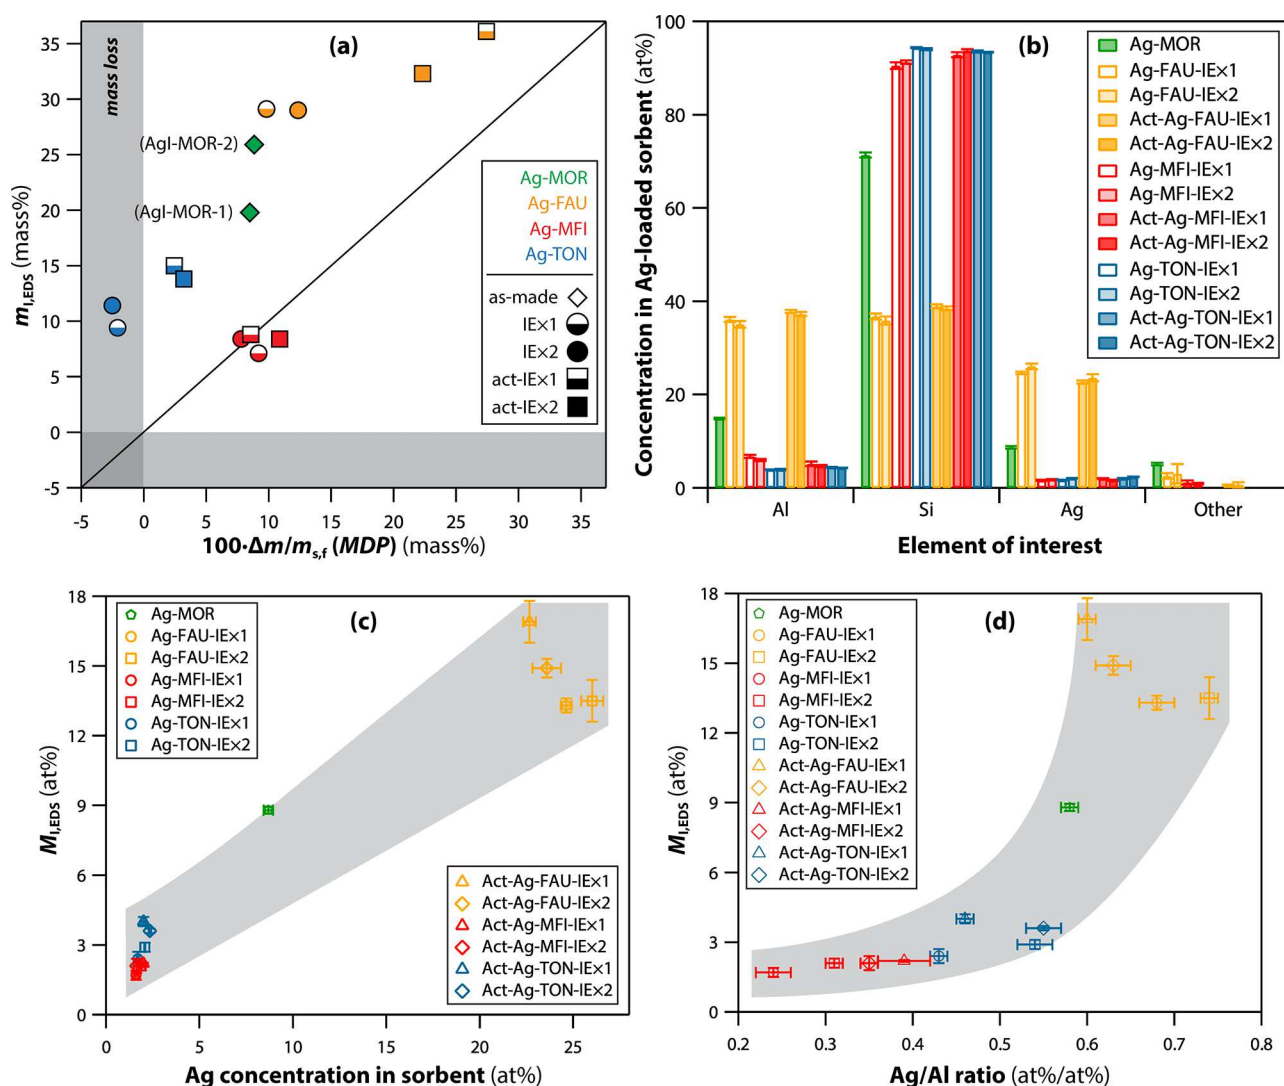 (a)
mass loss
35
30
25
20
15
10
5
0
-5
m_I,EDS (mass%)
(AgI-MOR-2)
(AgI-MOR-1)
Ag-MOR
Ag-FAU
Ag-MFI
Ag-TON
as-made
IE×1
IE×2
act-IE×1
act-IE×2
-5 0 5 10 15 20 25 30 35
100·Δm/m_s,f (MDP) (mass%)
(b)
100
80
60
40
20
0
Concentration in Ag-loaded sorbent (at%)
Ag-MOR
Ag-FAU-IE×1
Ag-FAU-IE×2
Act-Ag-FAU-IE×1
Act-Ag-FAU-IE×2
Ag-MFI-IE×1
Ag-MFI-IE×2
Act-Ag-MFI-IE×1
Act-Ag-MFI-IE×2
Ag-TON-IE×1
Ag-TON-IE×2
Act-Ag-TON-IE×1
Act-Ag-TON-IE×2
Al Si Ag Other
Element of interest
(c)
18
15
12
9
6
3
0
M_I,EDS (at%)
Ag-MOR
Ag-FAU-IE×1
Ag-FAU-IE×2
Ag-MFI-IE×1
Ag-MFI-IE×2
Ag-TON-IE×1
Ag-TON-IE×2
Act-Ag-FAU-IE×1
Act-Ag-FAU-IE×2
Act-Ag-MFI-IE×1
Act-Ag-MFI-IE×2
Act-Ag-TON-IE×1
Act-Ag-TON-IE×2
0 5 10 15 20 25
Ag concentration in sorbent (at%)
(d)
18
15
12
9
6
3
0
M_I,EDS (at%)
Ag-MOR
Ag-FAU-IE×1
Ag-FAU-IE×2
Ag-MFI-IE×1
Ag-MFI-IE×2
Ag-TON-IE×1
Ag-TON-IE×2
Act-Ag-FAU-IE×1
Act-Ag-FAU-IE×2
Act-Ag-MFI-IE×1
Act-Ag-MFI-IE×2
Act-Ag-TON-IE×1
Act-Ag-TON-IE×2
0.2 0.3 0.4 0.5 0.6 0.7 0.8
Ag/Al ratio (at%/at%)